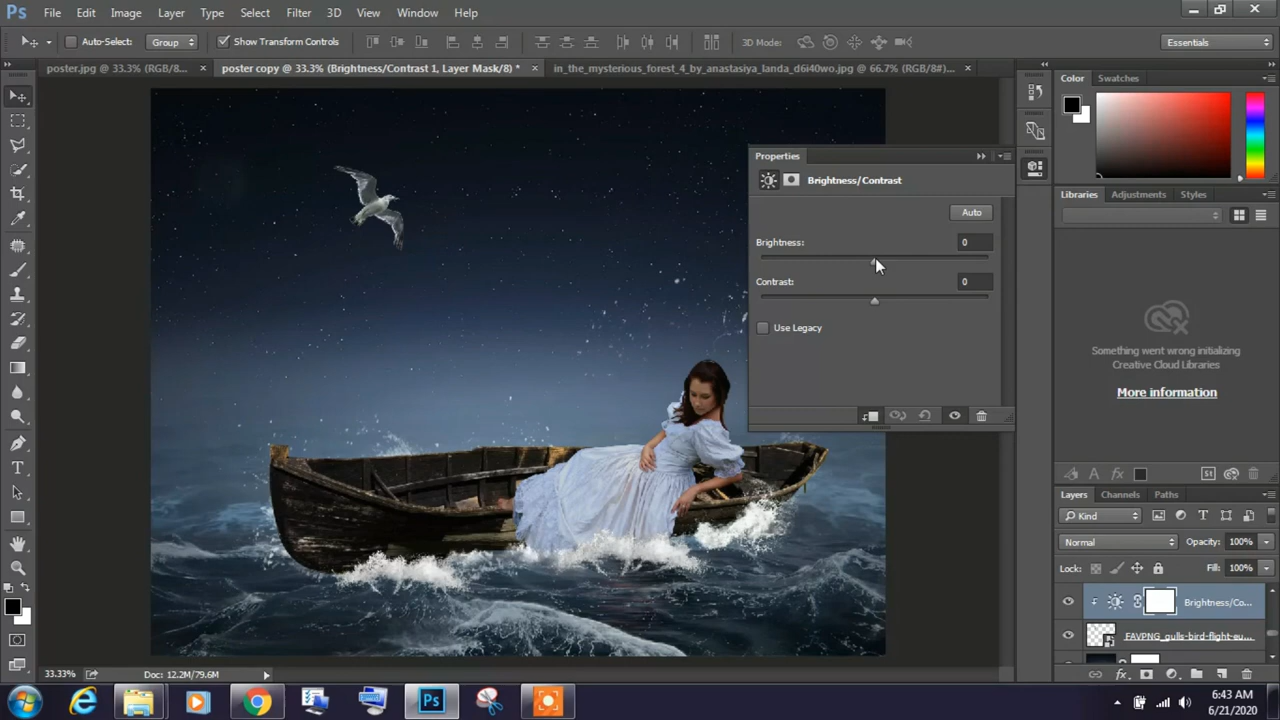 Ps File Edit Image Layer Type Select Filter 3D View Window Help
Auto-Select: Group Show Transform Controls 3D Mode: Essentials
poster.jpg @ 33.3% (RGB/8... × poster copy @ 33.3% (Brightness/Contrast 1, Layer Mask/8) * × in_the_mysterious_forest_4_by_anastasiya_landa_d6i40wo.jpg @ 66.7% (RGB/8#)... ×
Color Swatches
Properties
Brightness/Contrast
Auto
Brightness: 0
Contrast: 0
Use Legacy
Libraries Adjustments Styles
Something went wrong initializing
Creative Cloud Libraries
More information
St
Layers Channels Paths
Kind
Normal Opacity: 100%
Lock: Fill: 100%
Brightness/Co...
FAVPNG_gulls-bird-flight-eu...
fx
33.33% Doc: 12.2M/79.6M
Ps
6:43 AM
6/21/2020